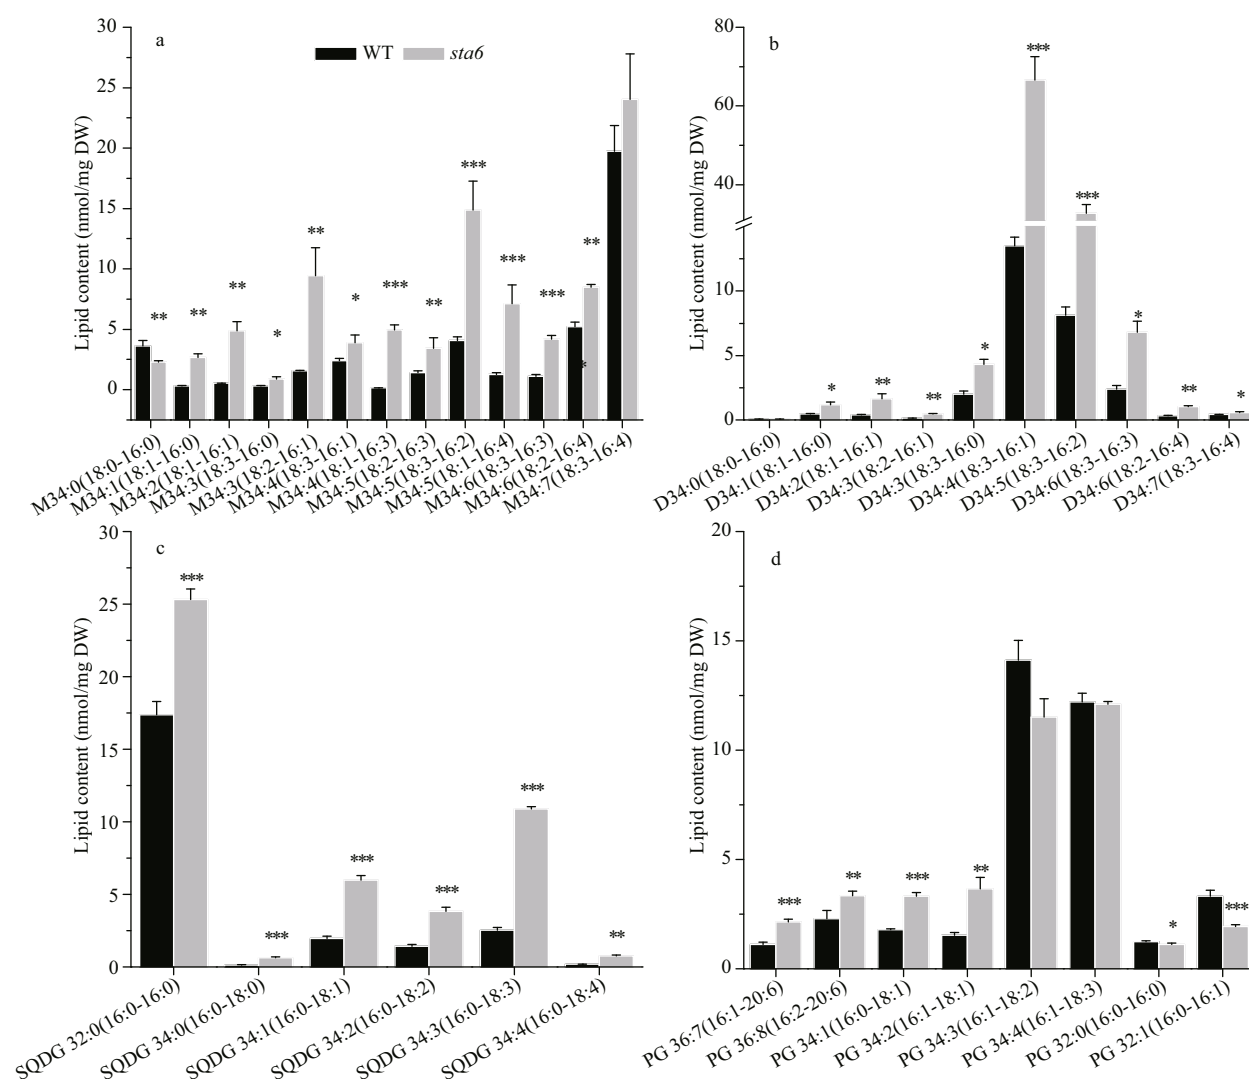 a
WT sta6
Lipid content (nmol/mg DW)
30
25
20
15
10
5
0
** ** ** * ** * *** ** *** *** *** ** *
M34:0(18:0-16:0)
M34:1(18:1-16:0)
M34:2(18:1-16:1)
M34:3(18:3-16:0)
M34:3(18:2-16:1)
M34:4(18:3-16:1)
M34:4(18:1-16:3)
M34:5(18:2-16:3)
M34:5(18:3-16:2)
M34:5(18:1-16:4)
M34:6(18:3-16:3)
M34:6(18:2-16:4)
M34:7(18:3-16:4)
b
Lipid content (nmol/mg DW)
80
60
40
10
5
0
* ** ** * *** *** * ** *
D34:0(18:0-16:0)
D34:1(18:1-16:0)
D34:2(18:1-16:1)
D34:3(18:2-16:1)
D34:3(18:3-16:0)
D34:4(18:3-16:1)
D34:5(18:3-16:2)
D34:6(18:3-16:3)
D34:6(18:2-16:4)
D34:7(18:3-16:4)
c
Lipid content (nmol/mg DW)
30
25
20
15
10
5
0
*** *** *** *** *** **
SQDG 32:0(16:0-16:0)
SQDG 34:0(16:0-18:0)
SQDG 34:1(16:0-18:1)
SQDG 34:2(16:0-18:2)
SQDG 34:3(16:0-18:3)
SQDG 34:4(16:0-18:4)
d
Lipid content (nmol/mg DW)
20
15
10
5
0
*** ** *** ** * ***
PG 36:7(16:1-20:6)
PG 36:8(16:2-20:6)
PG 34:1(16:0-18:1)
PG 34:2(16:1-18:1)
PG 34:3(16:1-18:2)
PG 34:4(16:1-18:3)
PG 32:0(16:0-16:0)
PG 32:1(16:0-16:1)